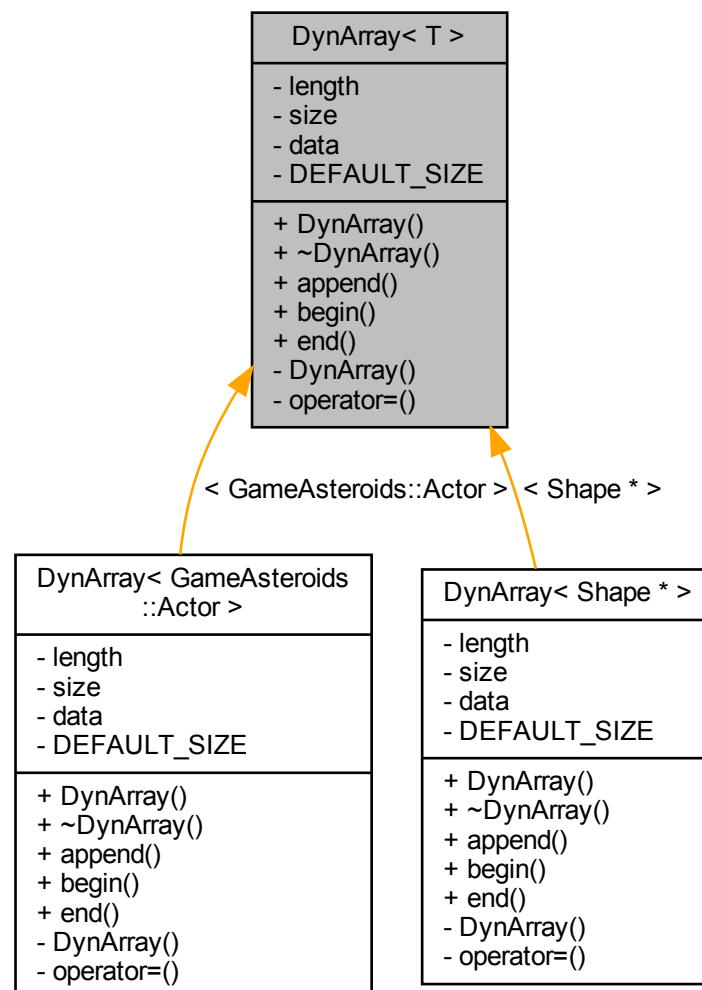 DynArray< T >
- length
- size
- data
- DEFAULT_SIZE
+ DynArray()
+ ~DynArray()
+ append()
+ begin()
+ end()
- DynArray()
- operator=()
< GameAsteroids::Actor >
< Shape * >
DynArray< GameAsteroids
::Actor >
- length
- size
- data
- DEFAULT_SIZE
+ DynArray()
+ ~DynArray()
+ append()
+ begin()
+ end()
- DynArray()
- operator=()
DynArray< Shape * >
- length
- size
- data
- DEFAULT_SIZE
+ DynArray()
+ ~DynArray()
+ append()
+ begin()
+ end()
- DynArray()
- operator=()